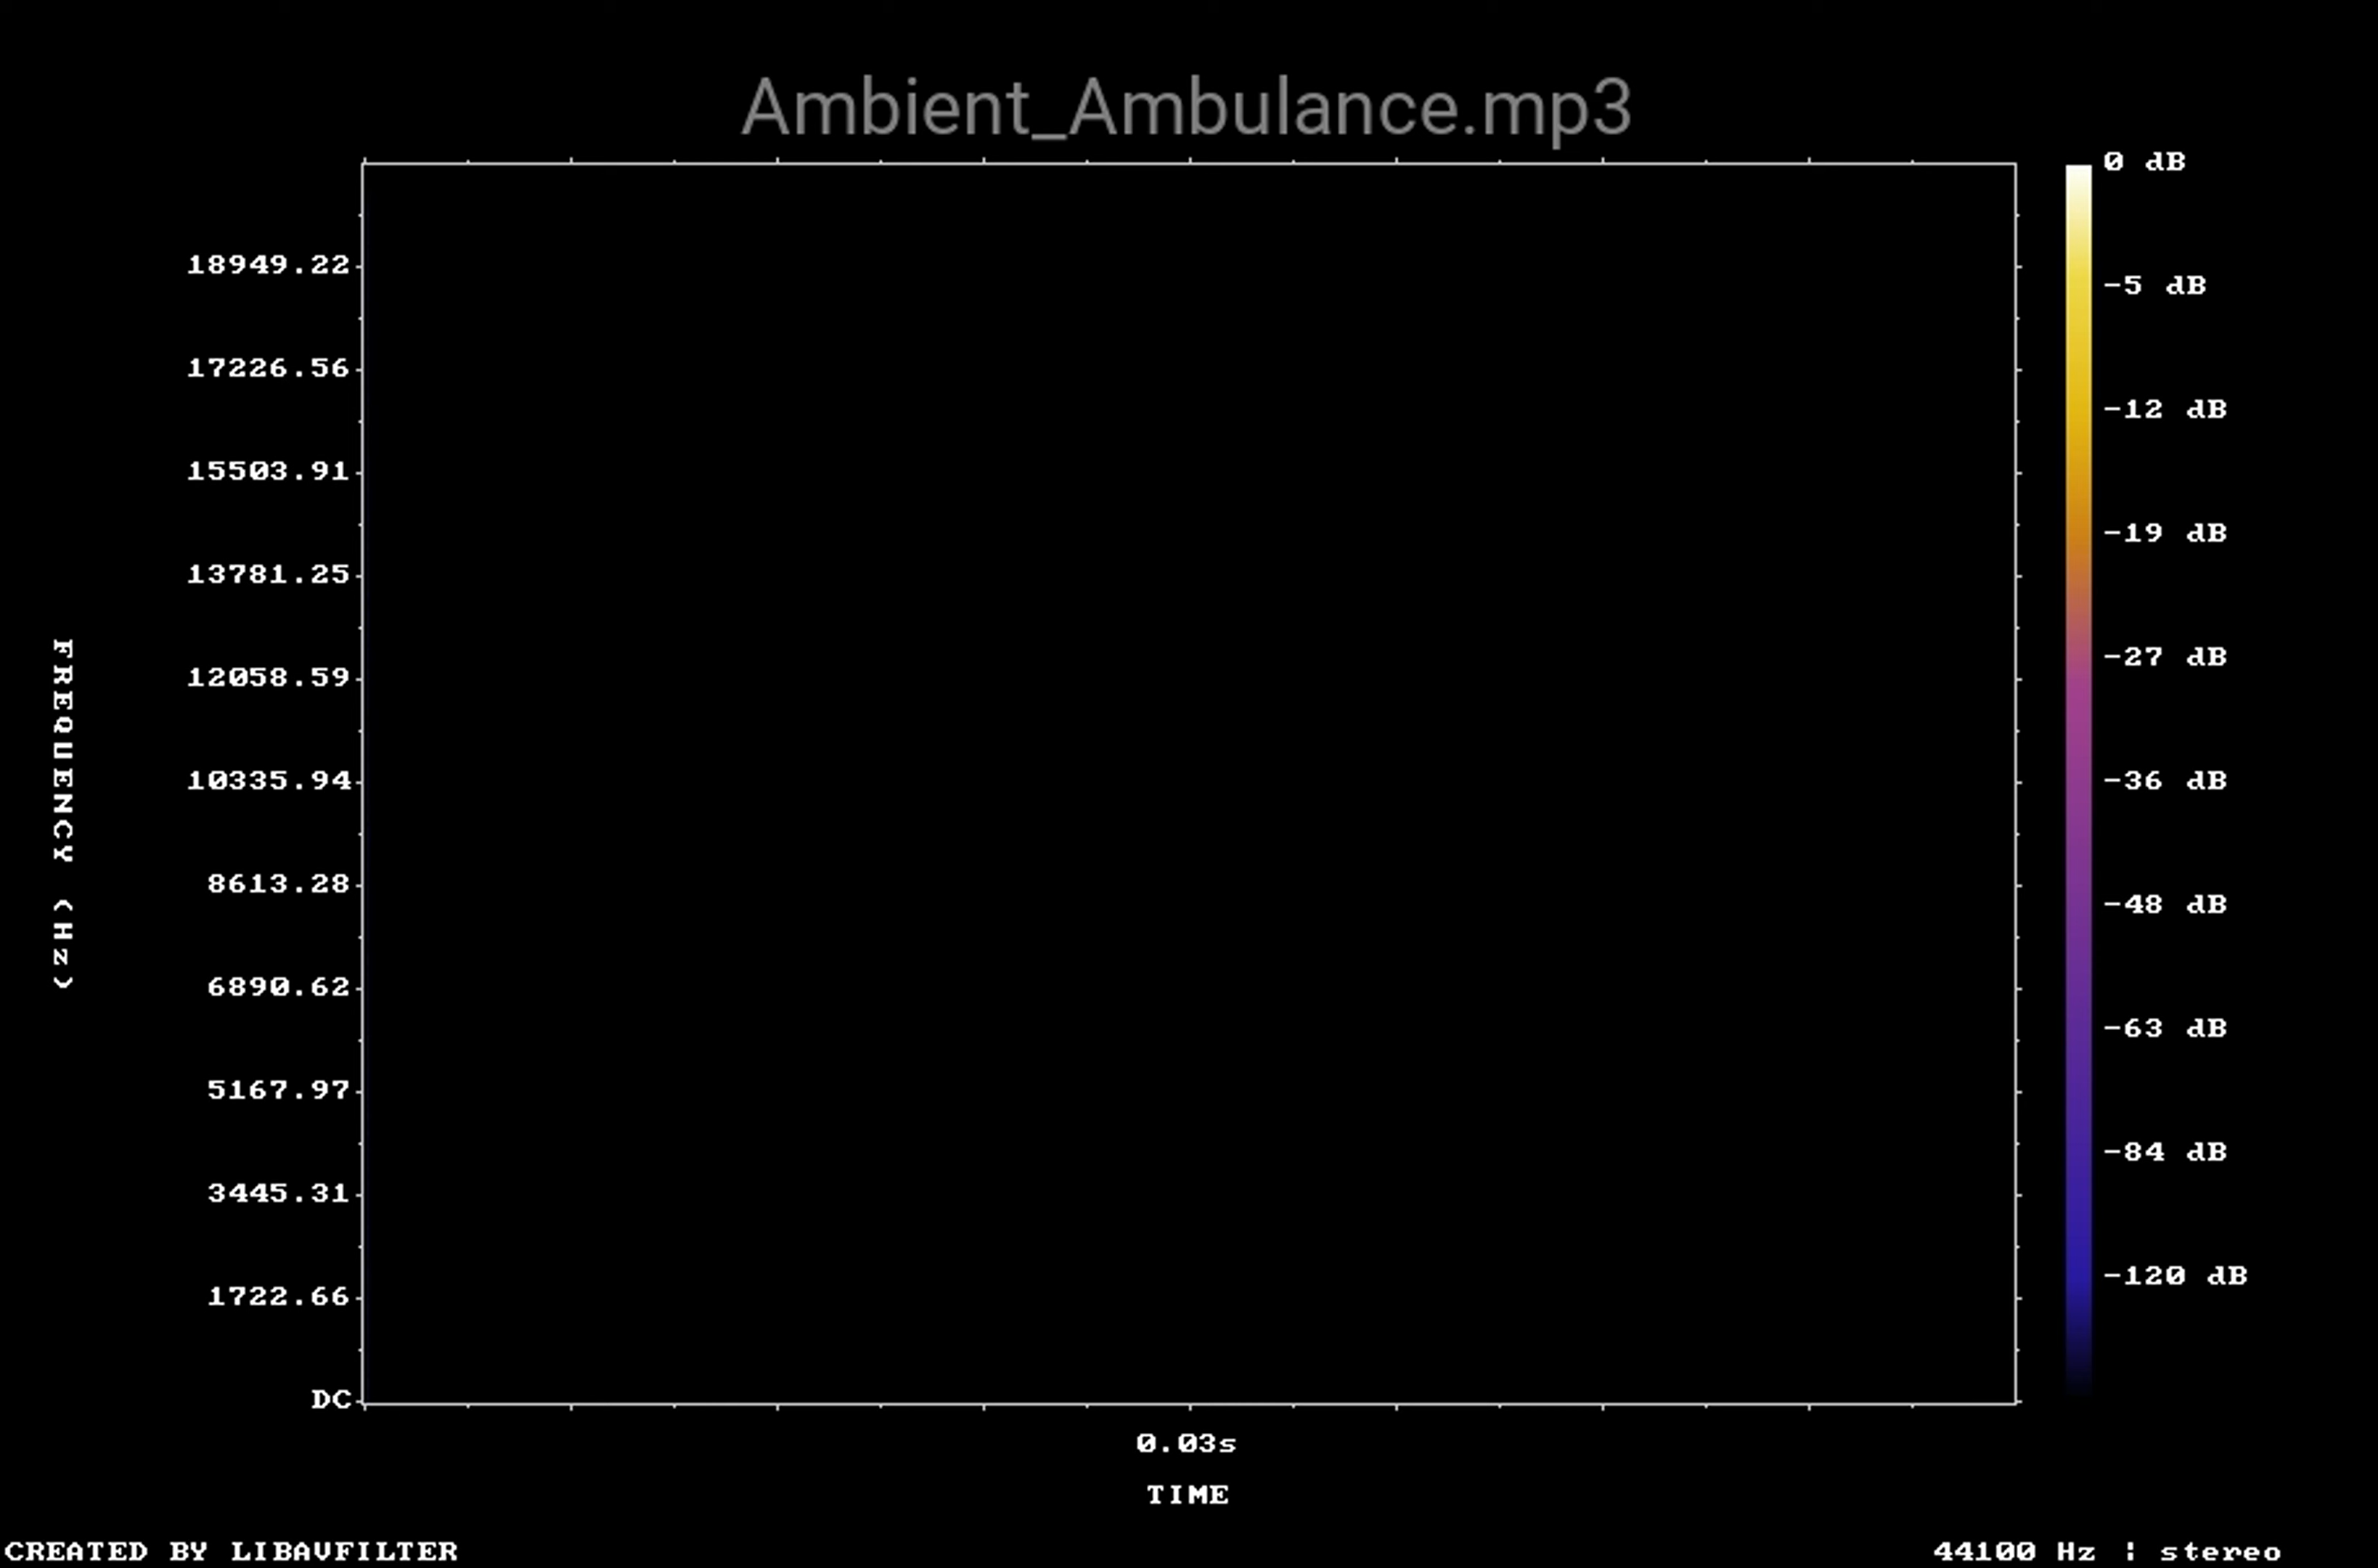 Ambient_Ambulance.mp3
0 dB
18949.22
-5 dB
17226.56
-12 dB
15503.91
-19 dB
13781.25
-27 dB
12058.59
10335.94
-36 dB
8613.28
-48 dB
6890.62
-63 dB
5167.97
-84 dB
3445.31
-120 dB
1722.66
DC
FREQUENCY (Hz)
0.03s
TIME
CREATED BY LIBAVFILTER
44100 Hz | stereo